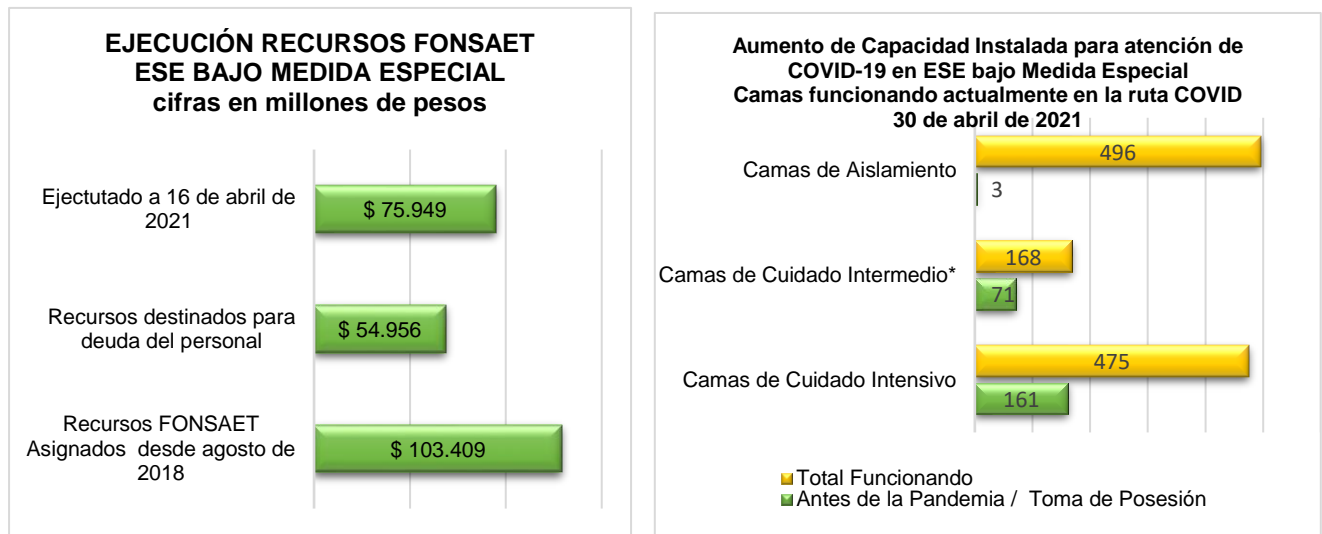 EJECUCIÓN RECURSOS FONSAET
ESE BAJO MEDIDA ESPECIAL
cifras en millones de pesos
Ejectutado a 16 de abril de
2021
$ 75.949
Recursos destinados para
deuda del personal
$ 54.956
Recursos FONSAET
Asignados desde agosto de
2018
$ 103.409
Aumento de Capacidad Instalada para atención de
COVID-19 en ESE bajo Medida Especial
Camas funcionando actualmente en la ruta COVID
30 de abril de 2021
Camas de Aislamiento
496
3
Camas de Cuidado Intermedio*
168
71
Camas de Cuidado Intensivo
475
161
Total Funcionando
Antes de la Pandemia / Toma de Posesión